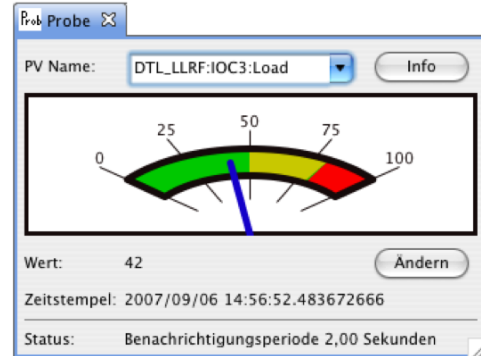 Prob Probe
PV Name: DTL_LLRF:IOC3:Load Info
0 25 50 75 100
Wert: 42 Ändern
Zeitstempel: 2007/09/06 14:56:52.483672666
Status: Benachrichtigungsperiode 2,00 Sekunden